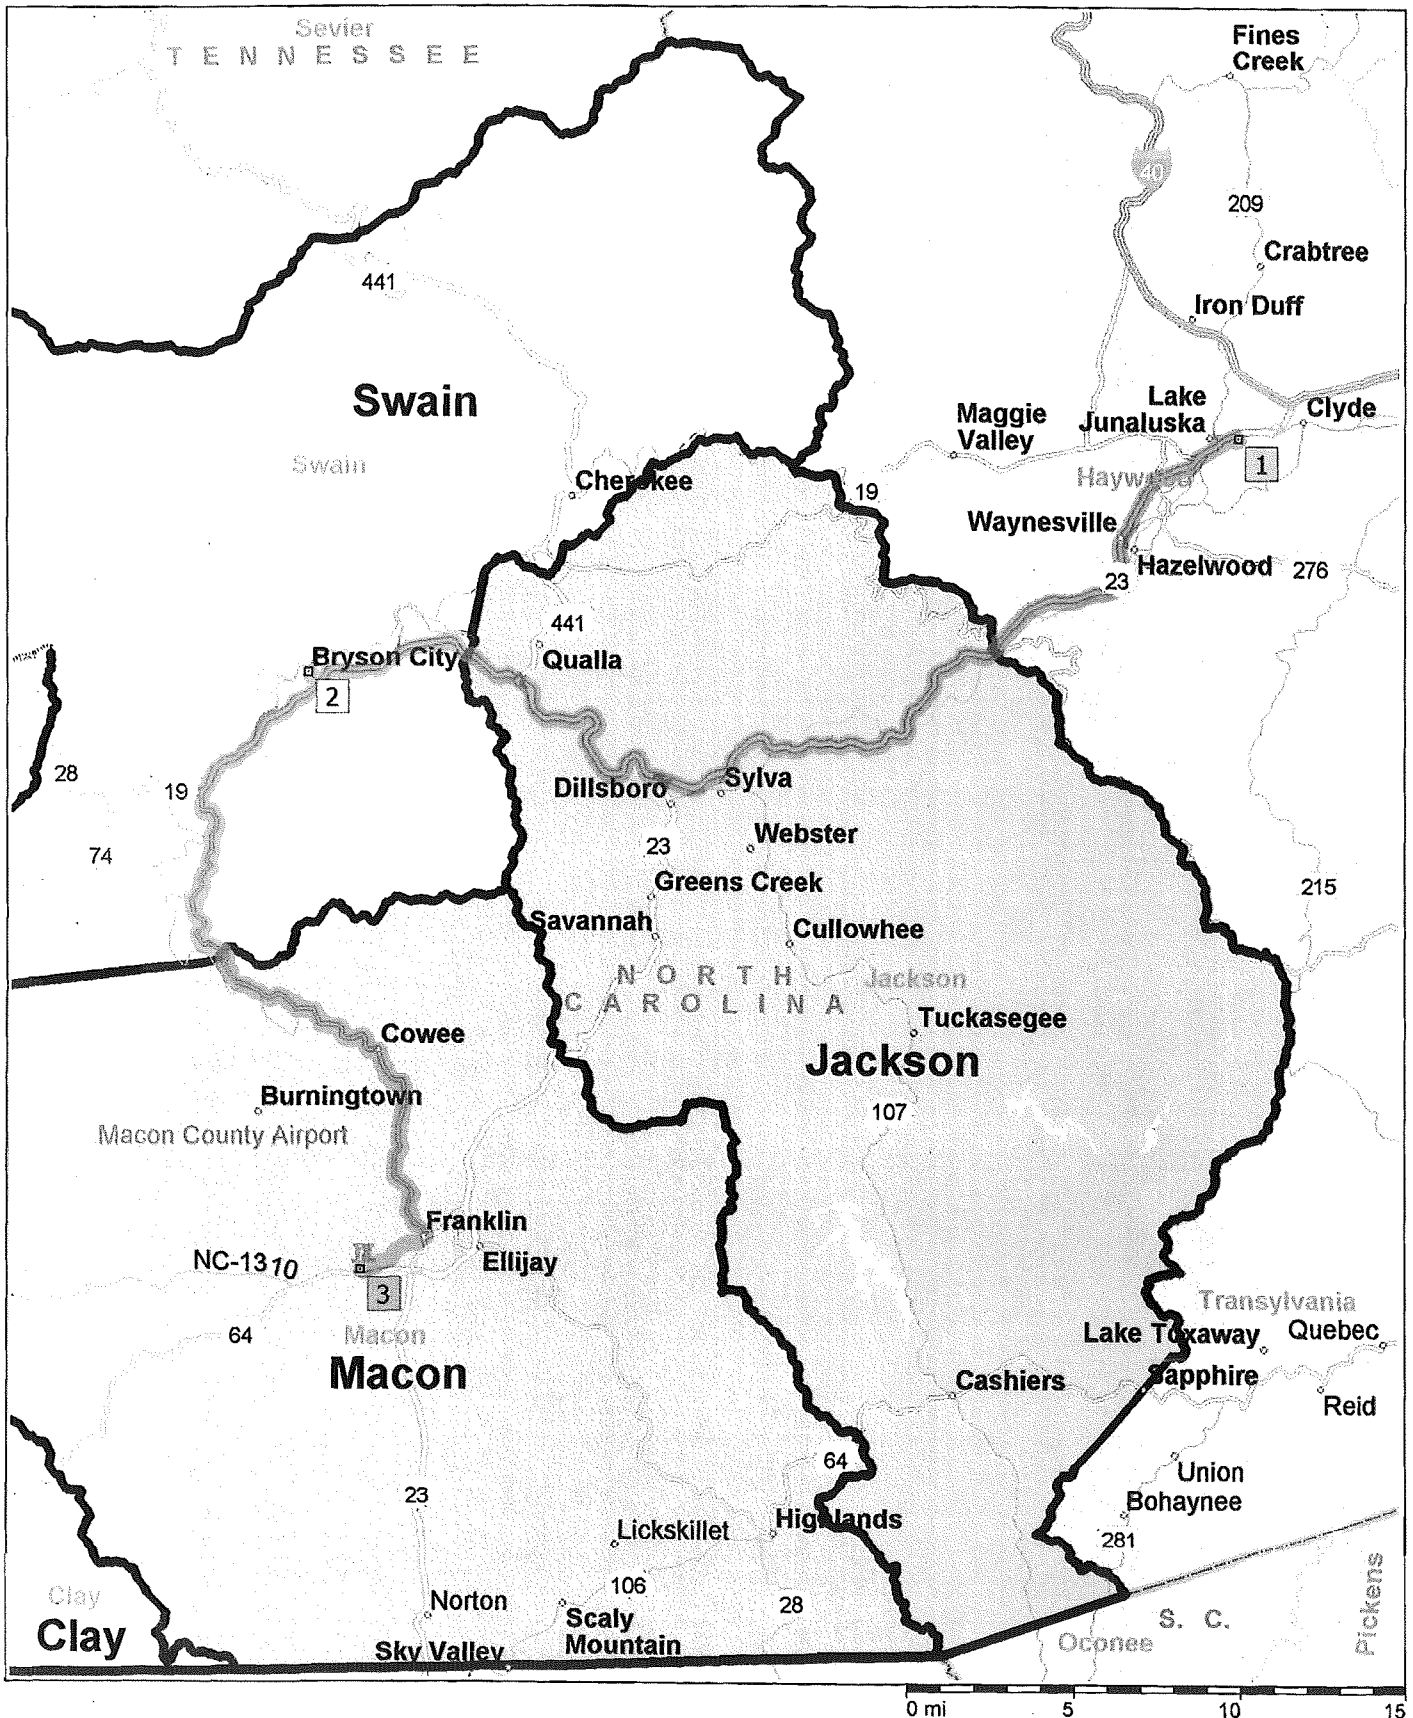 Sevier
TENNESSEE
Fines
Creek
40
209
Crabtree
441
Iron Duff
Swain
Lake
Junaluska
Clyde
Maggie
Valley
1
Swain
Haywood
Cherokee
19
Waynesville
Hazelwood
276
23
441
Qualla
Bryson City
2
28
19
Sylva
Dillsboro
74
23
Webster
Greens Creek
215
Savannah
Cullowhee
NORTH
CAROLINA
Jackson
Tuckasegee
Cowee
Jackson
Burningtown
107
Macon County Airport
Franklin
NC-1310
Ellijay
3
Transylvania
64
Macon
Lake Toxaway
Quebec
Macon
Sapphire
Cashiers
Reid
64
Union
23
Bohaynee
Highlands
Lickskillet
281
106
Clay
Norton
28
Scaly
Mountain
S. C.
Pickens
Clay
Oconee
Sky Valley
0 mi 5 10 15